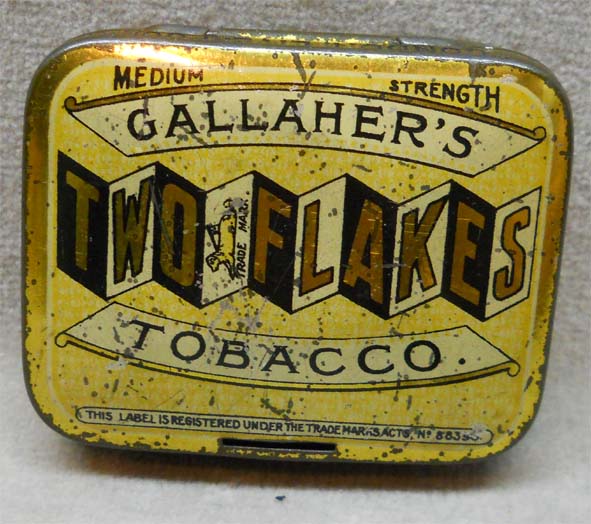 MEDIUM STRENGTH
GALLAHER'S
TWO FLAKES
TRADE MARK.
TOBACCO.
THIS LABEL IS REGISTERED UNDER THE TRADE MARKS ACTS, Nº